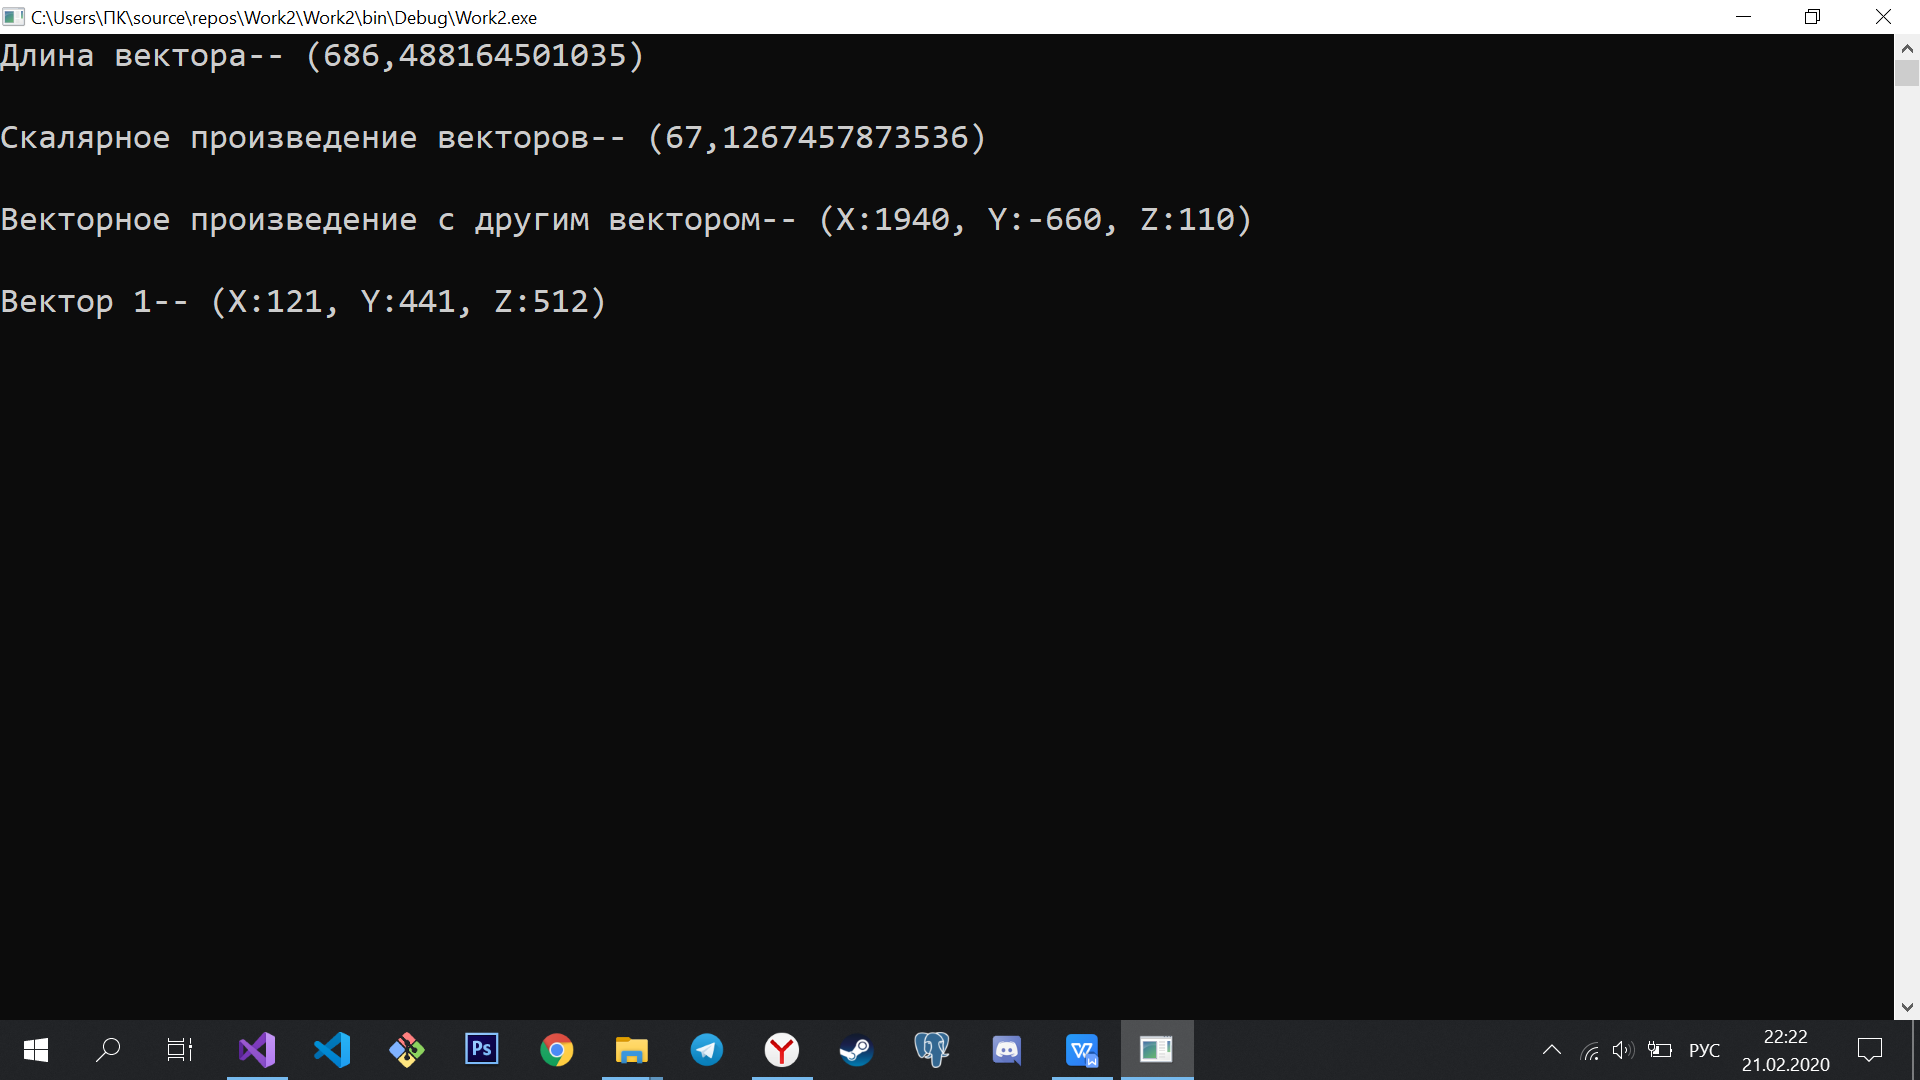 C:\Users\ПК\source\repos\Work2\Work2\bin\Debug\Work2.exe
Длина вектора-- (686,488164501035)
Скалярное произведение векторов-- (67,1267457873536)
Векторное произведение с другим вектором-- (X:1940, Y:-660, Z:110)
Вектор 1-- (X:121, Y:441, Z:512)
Ps
РУС
22:22
21.02.2020